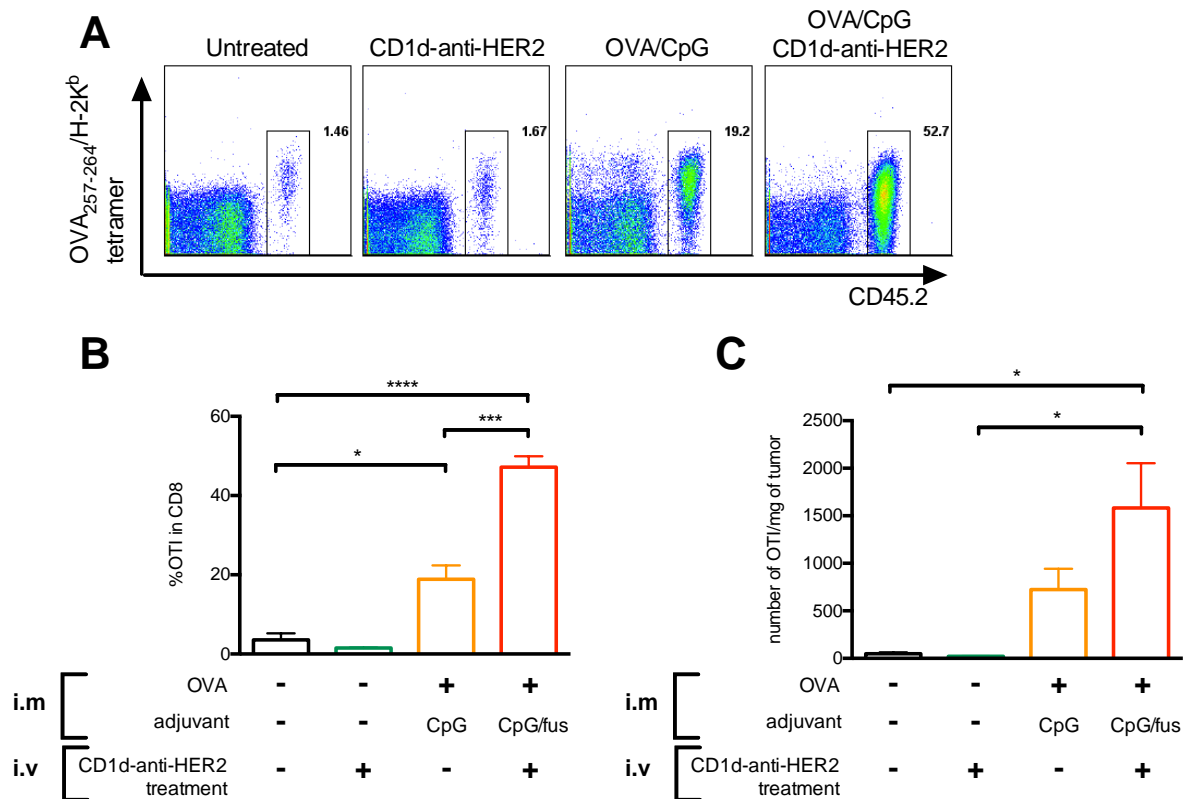 A
Untreated
CD1d-anti-HER2
OVA/CpG
OVA/CpG
CD1d-anti-HER2
OVA257-264/H-2Kb
tetramer
1.46
1.67
19.2
52.7
CD45.2
B
****
***
*
%OTI in CD8
60
40
20
0
i.m
OVA - - + +
adjuvant - - CpG CpG/fus
i.v
CD1d-anti-HER2
treatment
- + - +
C
*
*
number of OTI/mg of tumor
2500
2000
1500
1000
500
0
i.m
OVA - - + +
adjuvant - - CpG CpG/fus
i.v
CD1d-anti-HER2
treatment
- + - +